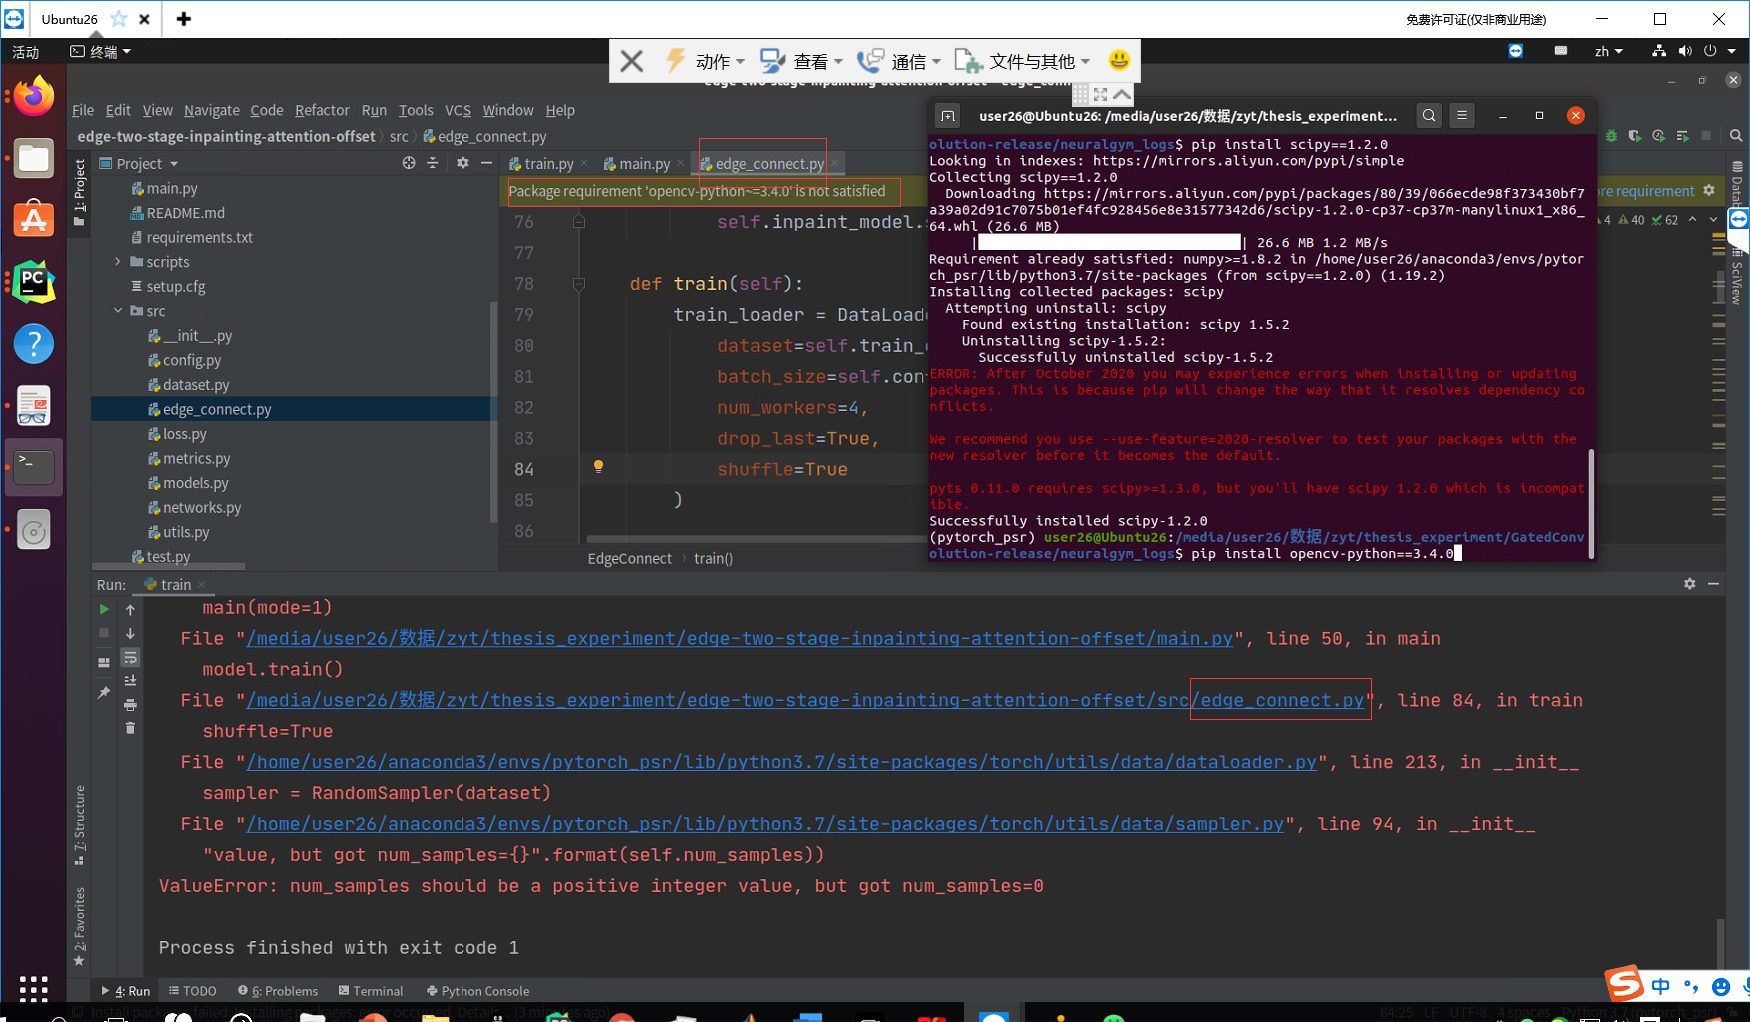 Ubuntu26
免费许可证(仅非商业用途)
活动
终端
zh
动作
查看
通信
文件与其他
File Edit View Navigate Code Refactor Run Tools VCS Window Help
edge-two-stage-inpainting-attention-offset src edge_connect.py
1: Project
Project
main.py
README.md
requirements.txt
scripts
setup.cfg
src
__init__.py
config.py
dataset.py
edge_connect.py
loss.py
metrics.py
models.py
networks.py
utils.py
test.py
train.py main.py edge_connect.py
Package requirement 'opencv-python~=3.4.0' is not satisfied
re requirement
4 40 62
76 self.inpaint_model.
77
78 def train(self):
79 train_loader = DataLoad
80 dataset=self.train_
81 batch_size=self.con
82 num_workers=4,
83 drop_last=True,
84 shuffle=True
85 )
86
EdgeConnect train()
SciView
user26@Ubuntu26: /media/user26/数据/zyt/thesis_experiment...
olution-release/neuralgym_logs$ pip install scipy==1.2.0
Looking in indexes: https://mirrors.aliyun.com/pypi/simple
Collecting scipy==1.2.0
Downloading https://mirrors.aliyun.com/pypi/packages/80/39/066ecde98f373430bf7
a39a02d91c7075b01ef4fc928456e8e31577342d6/scipy-1.2.0-cp37-cp37m-manylinux1_x86_
64.whl (26.6 MB)
| | 26.6 MB 1.2 MB/s
Requirement already satisfied: numpy>=1.8.2 in /home/user26/anaconda3/envs/pytor
ch_psr/lib/python3.7/site-packages (from scipy==1.2.0) (1.19.2)
Installing collected packages: scipy
Attempting uninstall: scipy
Found existing installation: scipy 1.5.2
Uninstalling scipy-1.5.2:
Successfully uninstalled scipy-1.5.2
ERROR: After October 2020 you may experience errors when installing or updating
packages. This is because pip will change the way that it resolves dependency co
nflicts.
We recommend you use --use-feature=2020-resolver to test your packages with the
new resolver before it becomes the default.
pyts 0.11.0 requires scipy>=1.3.0, but you'll have scipy 1.2.0 which is incompat
ible.
Successfully installed scipy-1.2.0
(pytorch_psr) user26@Ubuntu26:/media/user26/数据/zyt/thesis_experiment/GatedConv
olution-release/neuralgym_logs$ pip install opencv-python==3.4.0
Run: train
main(mode=1)
File "/media/user26/数据/zyt/thesis_experiment/edge-two-stage-inpainting-attention-offset/main.py", line 50, in main
model.train()
File "/media/user26/数据/zyt/thesis_experiment/edge-two-stage-inpainting-attention-offset/src/edge_connect.py", line 84, in train
shuffle=True
File "/home/user26/anaconda3/envs/pytorch_psr/lib/python3.7/site-packages/torch/utils/data/dataloader.py", line 213, in __init__
sampler = RandomSampler(dataset)
File "/home/user26/anaconda3/envs/pytorch_psr/lib/python3.7/site-packages/torch/utils/data/sampler.py", line 94, in __init__
"value, but got num_samples={}".format(self.num_samples))
ValueError: num_samples should be a positive integer value, but got num_samples=0
Process finished with exit code 1
7: Structure
2: Favorites
4: Run TODO 6: Problems Terminal Python Console
中